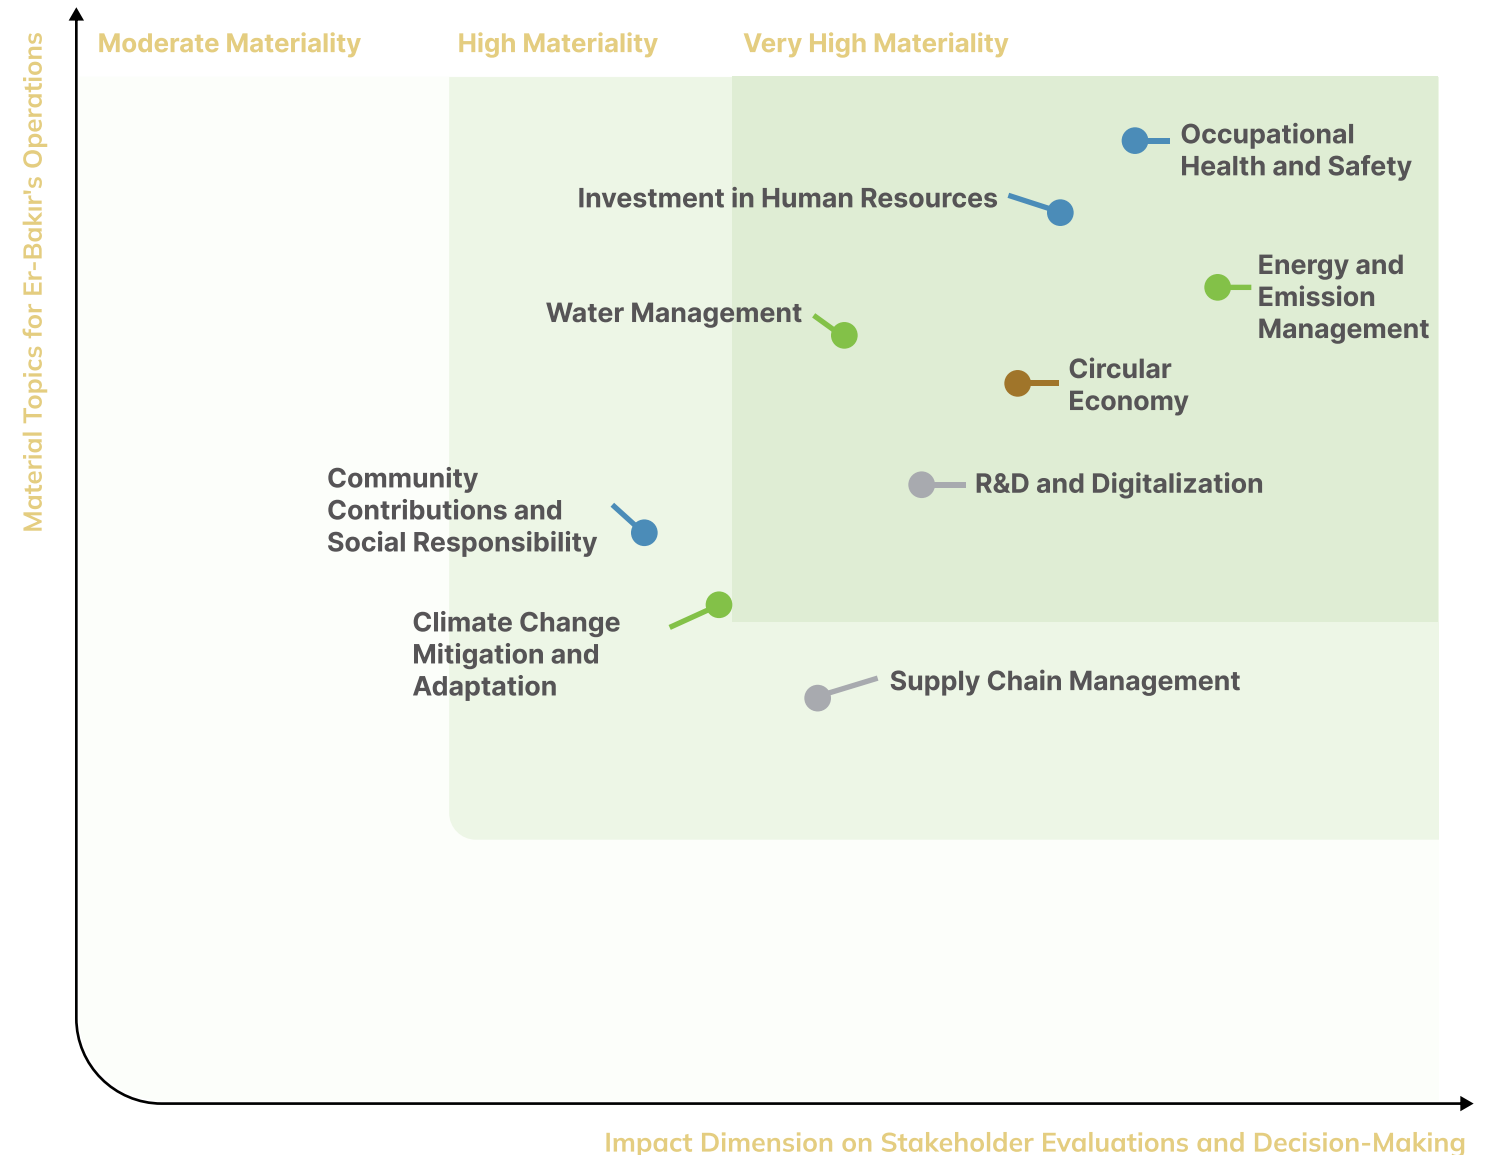 Moderate Materiality
High Materiality
Very High Materiality
Material Topics for Er-Bakır's Operations
Occupational
Health and Safety
Investment in Human Resources
Energy and
Emission
Management
Water Management
Circular
Economy
Community
Contributions and
Social Responsibility
R&D and Digitalization
Climate Change
Mitigation and
Adaptation
Supply Chain Management
Impact Dimension on Stakeholder Evaluations and Decision-Making